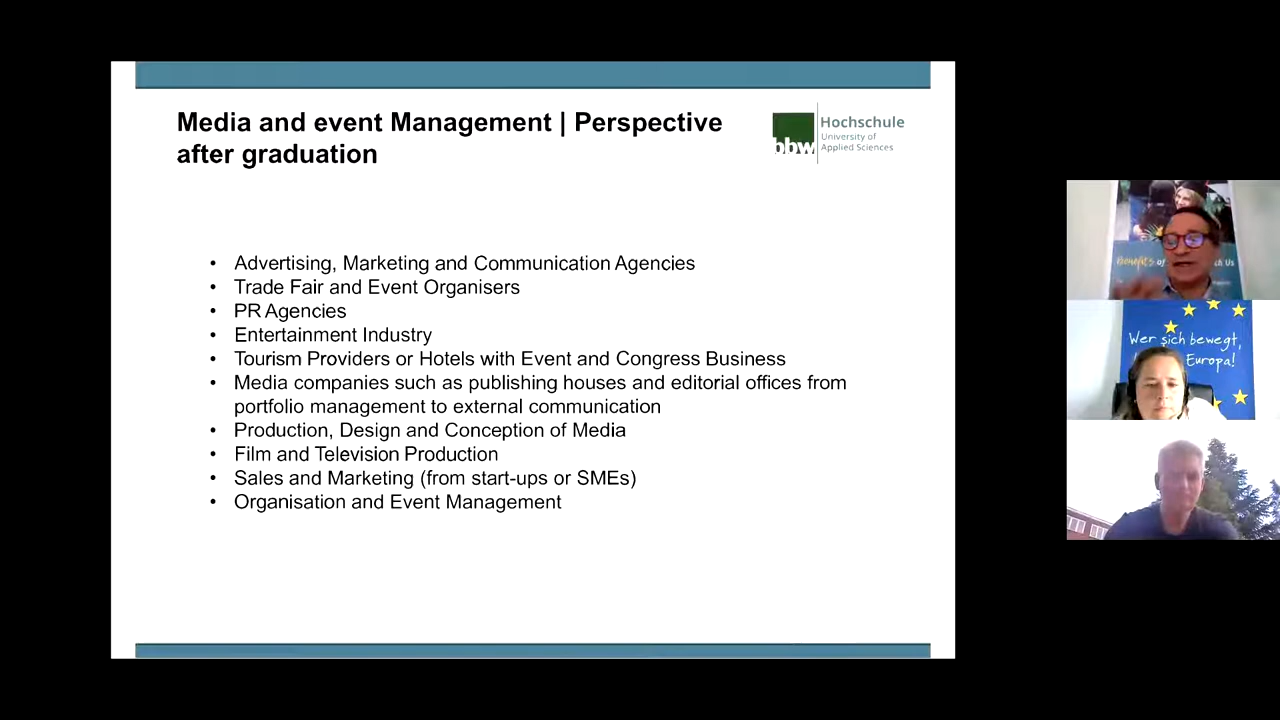 Media and event Management | Perspective
after graduation
bbw
Hochschule
University of
Applied Sciences
• Advertising, Marketing and Communication Agencies
• Trade Fair and Event Organisers
• PR Agencies
• Entertainment Industry
• Tourism Providers or Hotels with Event and Congress Business
• Media companies such as publishing houses and editorial offices from
portfolio management to external communication
• Production, Design and Conception of Media
• Film and Television Production
• Sales and Marketing (from start-ups or SMEs)
• Organisation and Event Management
Benefits of
Us
Wer sich bewegt,
Europa!